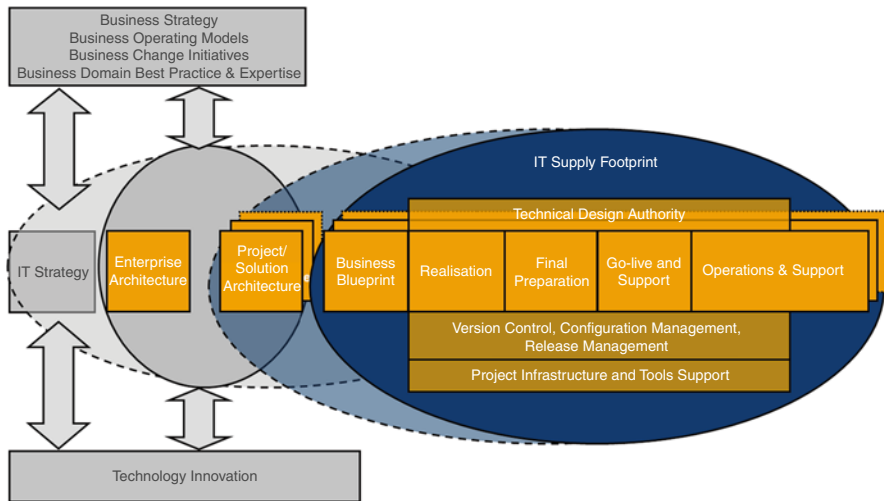 Business Strategy
Business Operating Models
Business Change Initiatives
Business Domain Best Practice & Expertise
IT Supply Footprint
Technical Design Authority
IT Strategy
Enterprise
Architecture
Project/
Solution
Architecture
e
Business
Blueprint
Realisation
Final
Preparation
Go-live and
Support
Operations & Support
Version Control, Configuration Management,
Release Management
Project Infrastructure and Tools Support
Technology Innovation